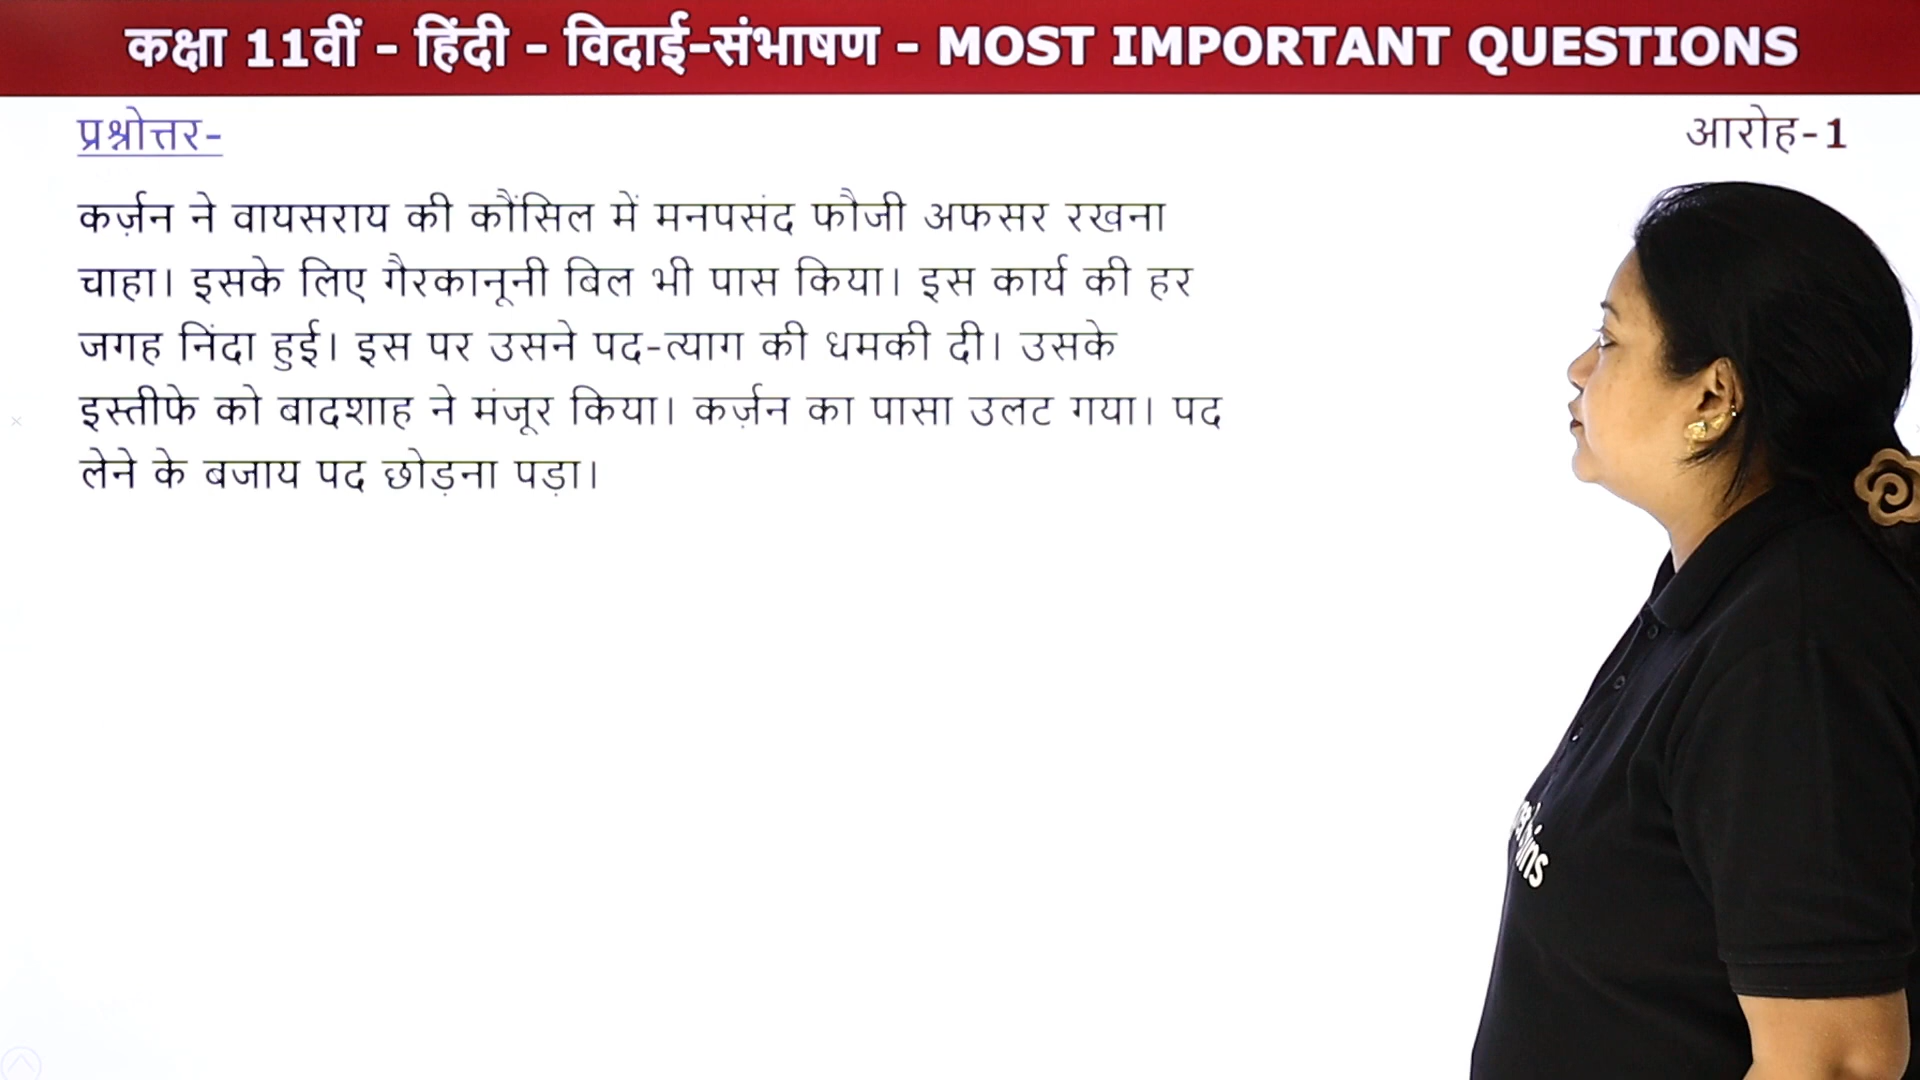 कक्षा 11वीं - हिंदी - विदाई-संभाषण - MOST IMPORTANT QUESTIONS
प्रश्नोत्तर-
आरोह-1
कर्ज़न ने वायसराय की कौंसिल में मनपसंद फौजी अफसर रखना
चाहा। इसके लिए गैरकानूनी बिल भी पास किया। इस कार्य की हर
जगह निंदा हुई। इस पर उसने पद-त्याग की धमकी दी। उसके
इस्तीफे को बादशाह ने मंजूर किया। कर्ज़न का पासा उलट गया। पद
लेने के बजाय पद छोड़ना पड़ा।